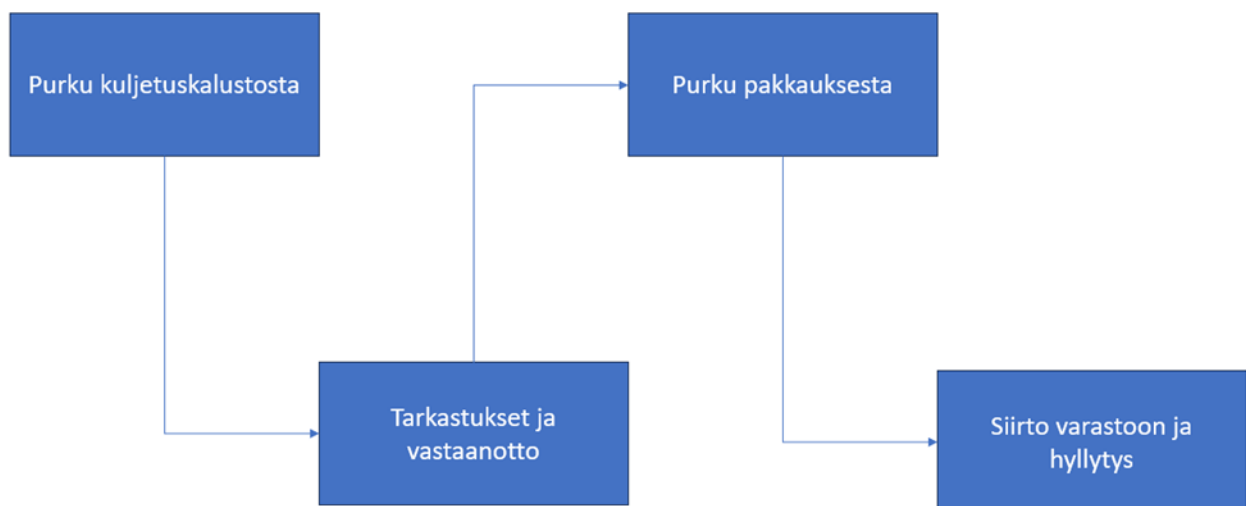 Purku kuljetuskalustosta
Tarkastukset ja
vastaanotto
Purku pakkauksesta
Siirto varastoon ja
hyllytys